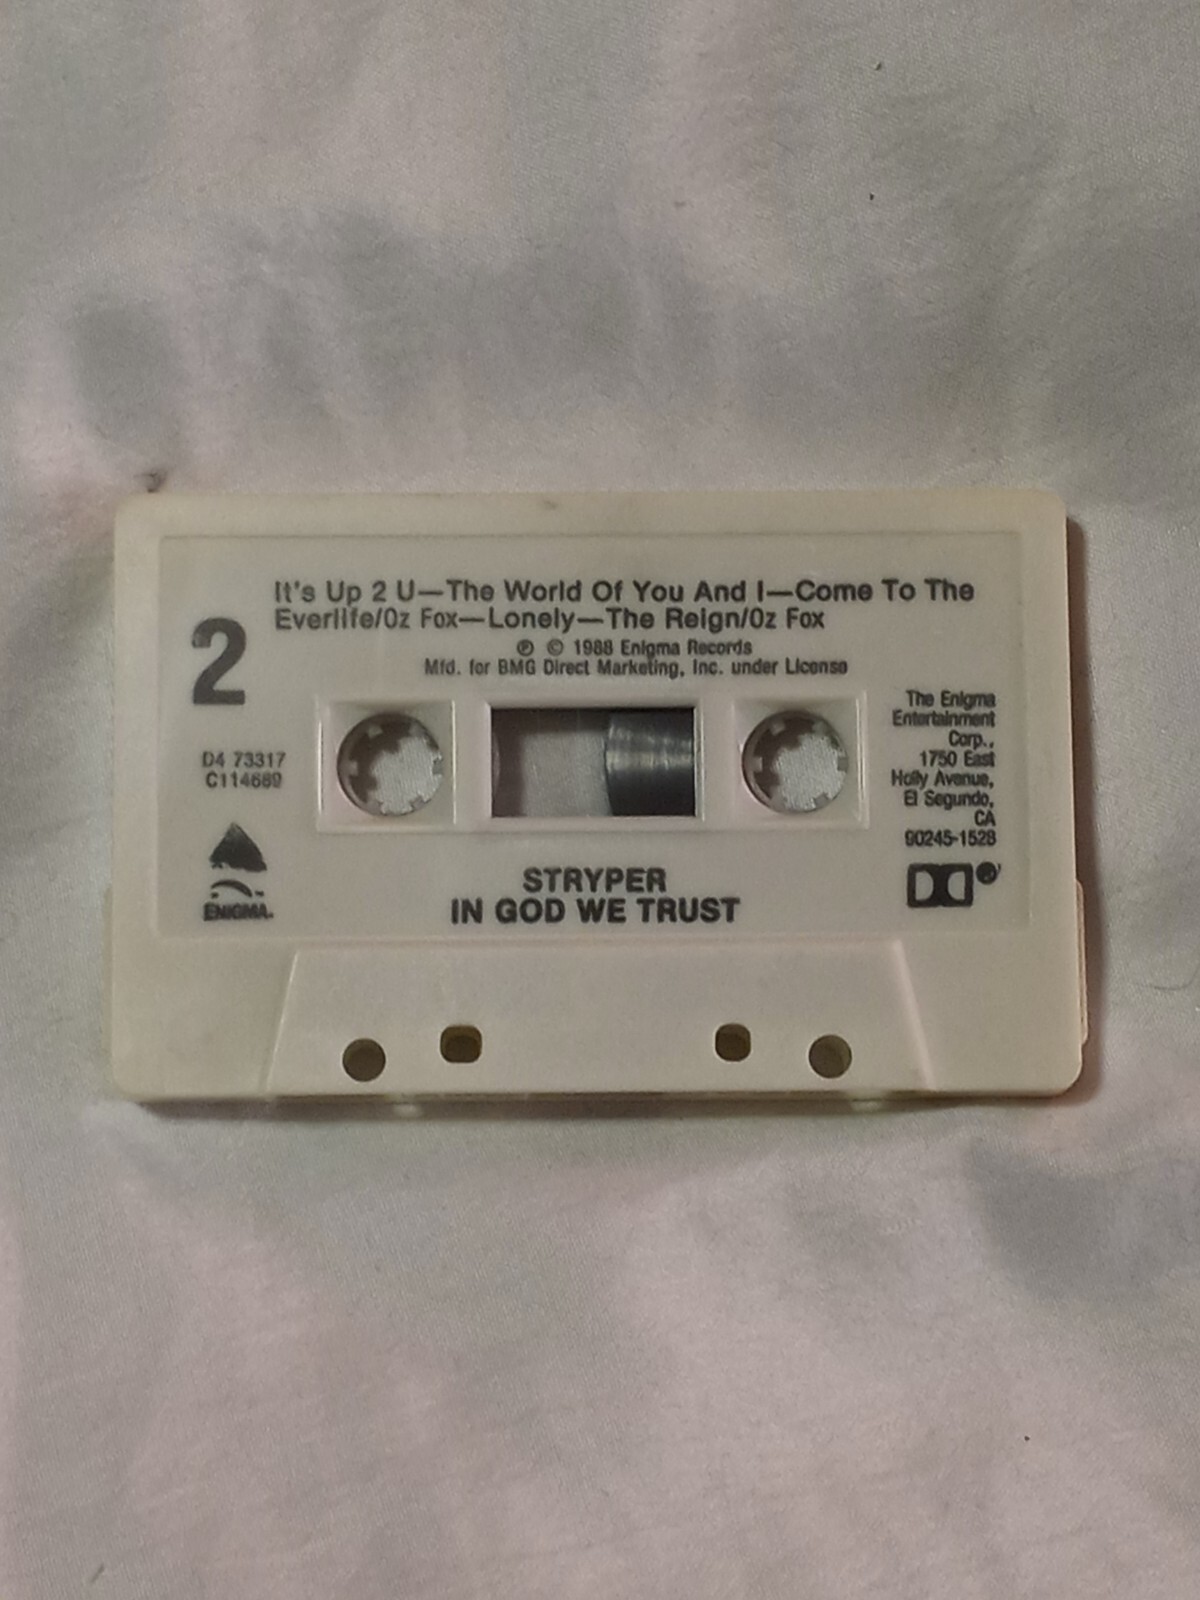 It's Up 2 U—The World Of You And I—Come To The
Everlife/Oz Fox—Lonely—The Reign/Oz Fox
℗ © 1988 Enigma Records
Mfd. for BMG Direct Marketing, Inc. under License
2
D4 73317
C114669
The Enigma
Entertainment
Corp.,
1750 East
Holly Avenue,
El Segundo,
CA
90245-1528
ENIGMA.
STRYPER
IN GOD WE TRUST